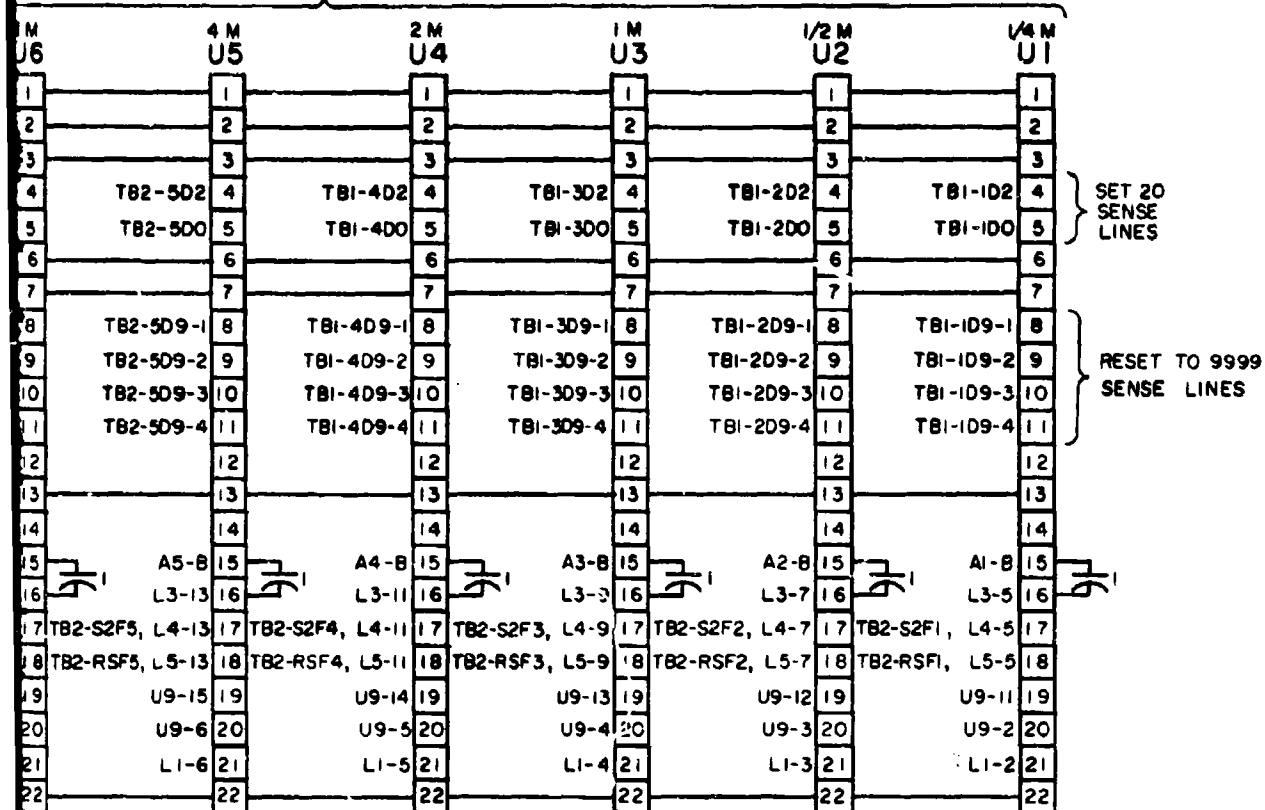 M 4 M 2 M 1 M 1/2 M 1/4 M
U6 U5 U4 U3 U2 U1
1 1 1 1 1 1
2 2 2 2 2 2
3 3 3 3 3 3
4 TB2-5D2 4 TB1-4D2 4 TB1-3D2 4 TB1-2D2 4 TB1-1D2 4 SET 20
SENSE
5 TB2-5D0 5 TB1-4D0 5 TB1-3D0 5 TB1-2D0 5 TB1-1D0 5 LINES
6 6 6 6 6 6
7 7 7 7 7 7
8 TB2-5D9-1 8 TB1-4D9-1 8 TB1-3D9-1 8 TB1-2D9-1 8 TB1-1D9-1 8
9 TB2-5D9-2 9 TB1-4D9-2 9 TB1-3D9-2 9 TB1-2D9-2 9 TB1-1D9-2 9 RESET TO 9999
10 TB2-5D9-3 10 TB1-4D9-3 10 TB1-3D9-3 10 TB1-2D9-3 10 TB1-1D9-3 10 SENSE LINES
11 TB2-5D9-4 11 TB1-4D9-4 11 TB1-3D9-4 11 TB1-2D9-4 11 TB1-1D9-4 11
12 12 12 12 12 12
13 13 13 13 13 13
14 14 14 14 14 14
15 A5-B 15 A4-B 15 A3-B 15 A2-B 15 A1-B 15
1 1 1 1 1 1
16 L3-13 16 L3-11 16 L3-9 16 L3-7 16 L3-5 16
17 TB2-S2F5, L4-13 17 TB2-S2F4, L4-11 17 TB2-S2F3, L4-9 17 TB2-S2F2, L4-7 17 TB2-S2F1, L4-5 17
18 TB2-RSF5, L5-13 18 TB2-RSF4, L5-11 18 TB2-RSF3, L5-9 18 TB2-RSF2, L5-7 18 TB2-RSF1, L5-5 18
19 U9-15 19 U9-14 19 U9-13 19 U9-12 19 U9-11 19
20 U9-6 20 U9-5 20 U9-4 20 U9-3 20 U9-2 20
21 L1-6 21 L1-5 21 L1-4 21 L1-3 21 L1-2 21
22 22 22 22 22 22